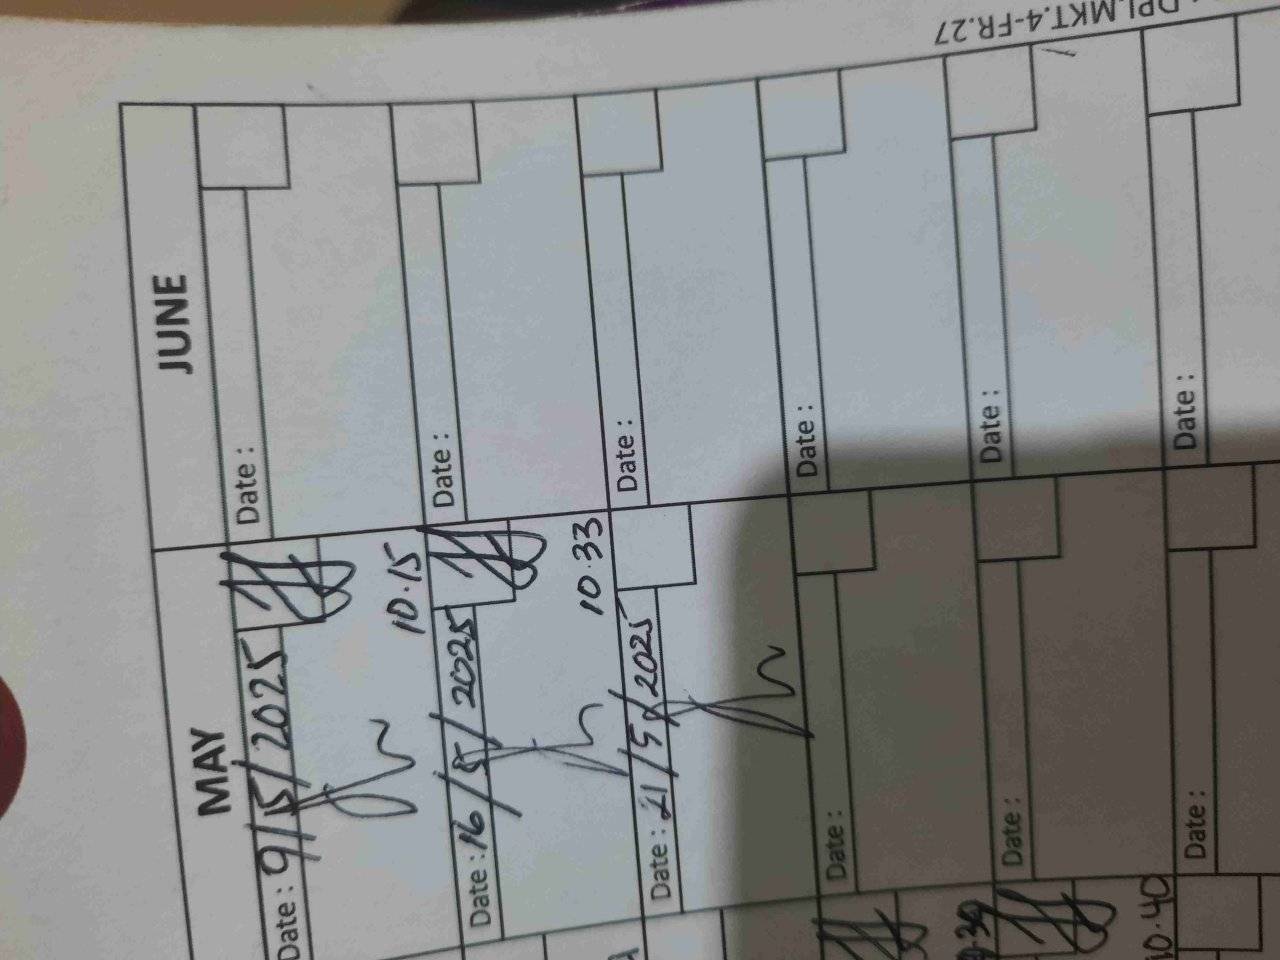 DPI.MKT.4-FR.27
MAY
JUNE
Date : 9/5/2025
10.15
Date :
Date : 16/5/2025
10.33
Date :
Date : 21/5/2025
Date :
Date :
Date :
Date :
Date :
10.40
Date :
Date :